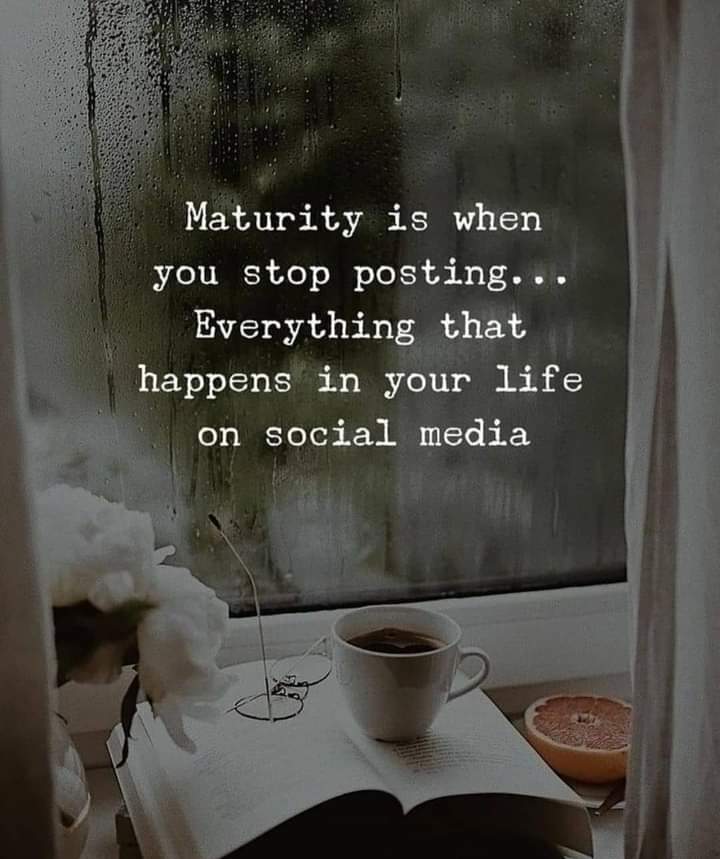 Maturity is when
you stop posting...
Everything that
happens in your life
on social media